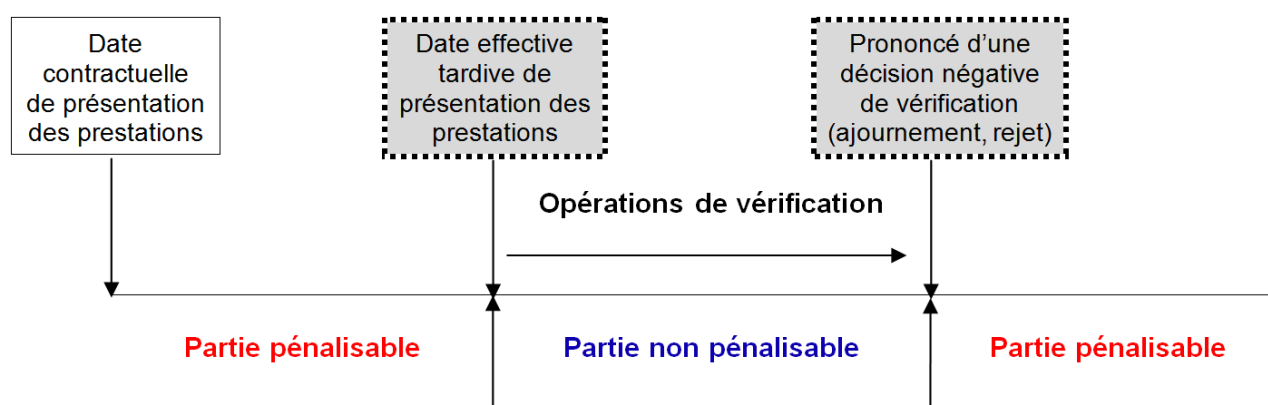 Date
contractuelle
de présentation
des prestations
Date effective
tardive de
présentation des
prestations
Prononcé d’une
décision négative
de vérification
(ajournement, rejet)
Opérations de vérification
Partie pénalisable
Partie non pénalisable
Partie pénalisable